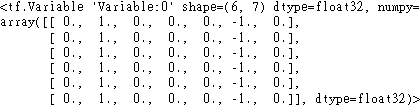 <tf.Variable 'Variable:0' shape=(6, 7) dtype=float32, numpy=
array([[ 0.,  1.,  0.,  0.,  0., -1.,  0.],
       [ 0.,  1.,  0.,  0.,  0., -1.,  0.],
       [ 0.,  1.,  0.,  0.,  0., -1.,  0.],
       [ 0.,  1.,  0.,  0.,  0., -1.,  0.],
       [ 0.,  1.,  0.,  0.,  0., -1.,  0.],
       [ 0.,  1.,  0.,  0.,  0., -1.,  0.]], dtype=float32)>